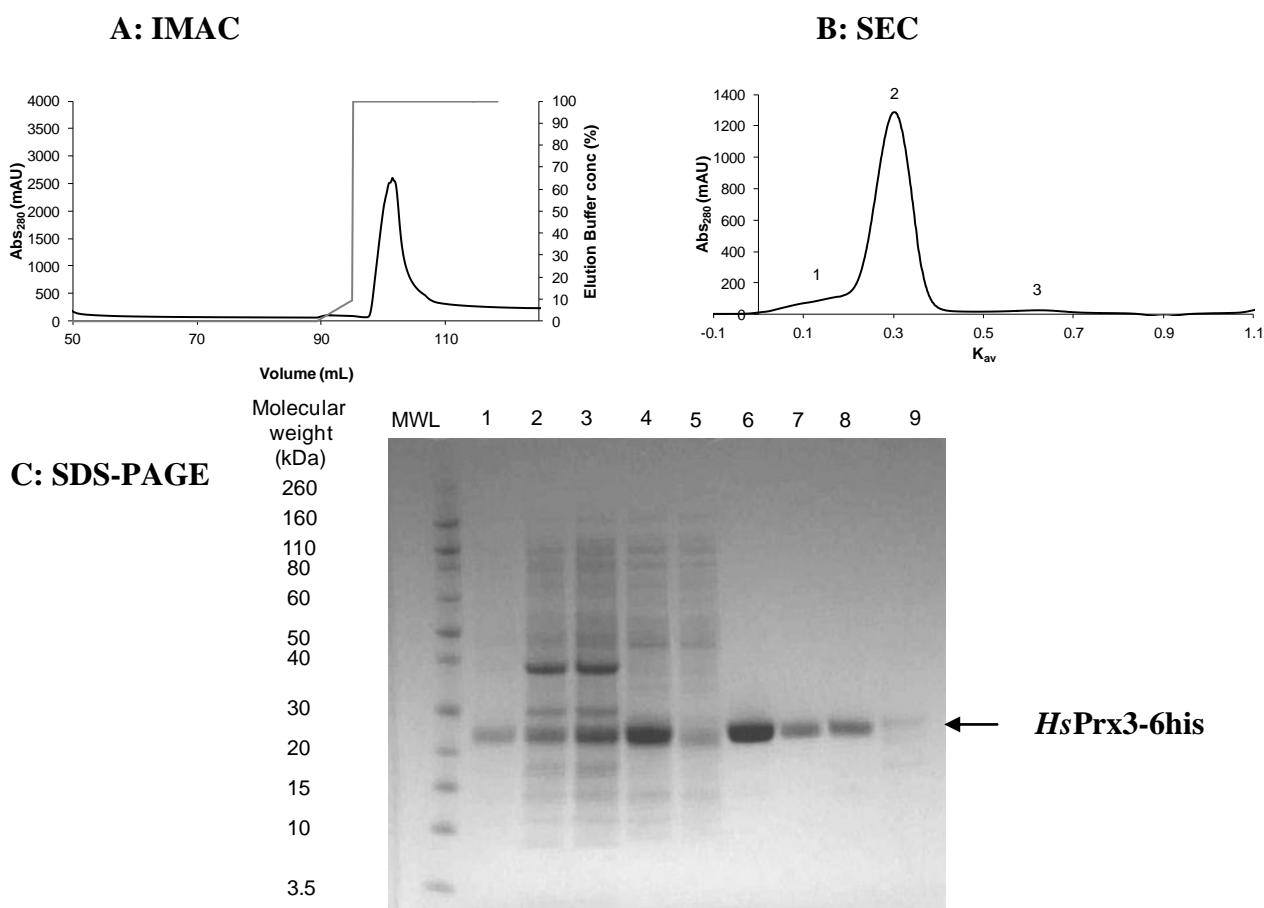 A: IMAC
B: SEC
4000
3500
3000
2500
2000
1500
1000
500
0
Abs280 (mAU)
100
90
80
70
60
50
40
30
20
10
0
Elution Buffer conc (%)
50 70 90 110
Volume (mL)
1400
1200
1000
800
600
400
200
0
Abs280 (mAU)
1
2
3
-0.1 0.1 0.3 0.5 0.7 0.9 1.1
Kav
C: SDS-PAGE
Molecular
weight
(kDa)
260
160
110
80
60
50
40
30
20
15
10
3.5
MWL 1 2 3 4 5 6 7 8 9
HsPrx3-6his